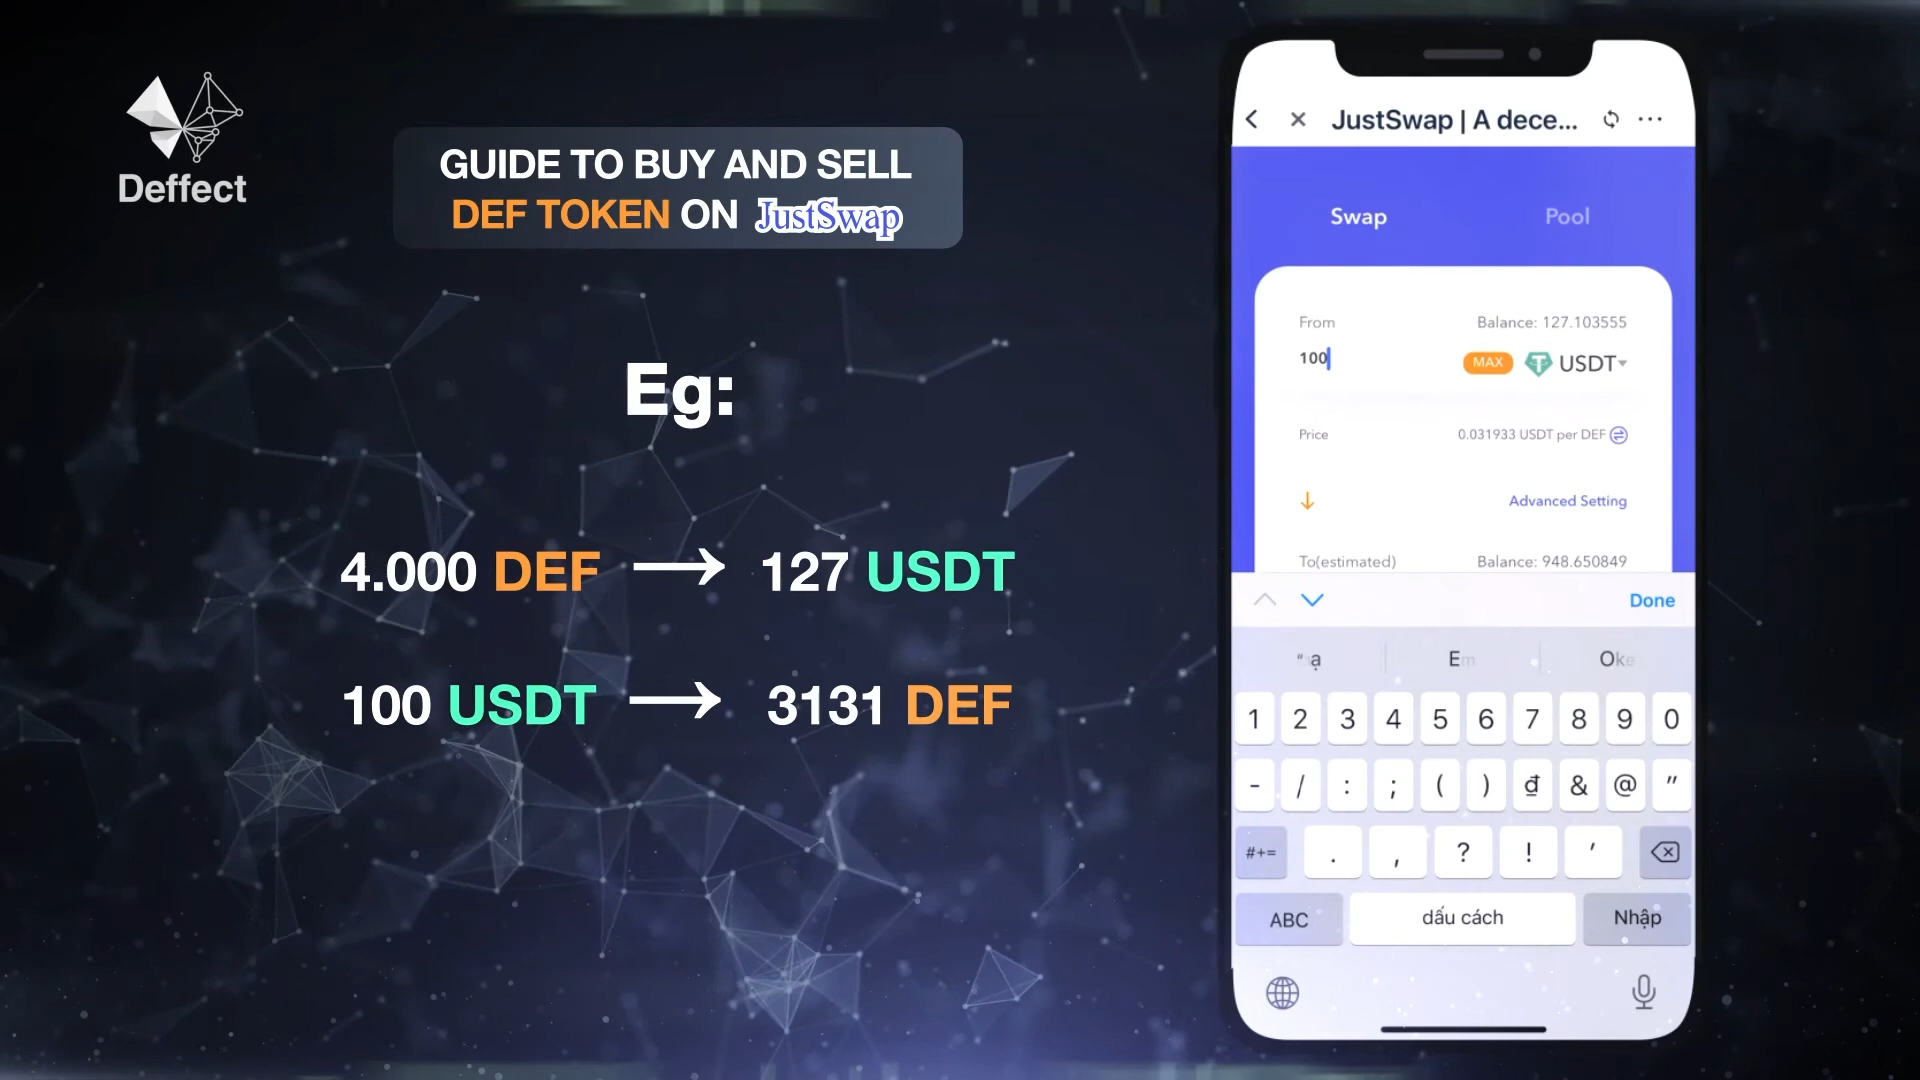 Deffect
GUIDE TO BUY AND SELL
DEF TOKEN ON JustSwap
Eg:
4.000 DEF → 127 USDT
100 USDT → 3131 DEF
JustSwap | A dece...
Swap Pool
From Balance: 127.103555
100 MAX USDT
Price 0.031933 USDT per DEF
Advanced Setting
To(estimated) Balance: 948.650849
Done
1 2 3 4 5 6 7 8 9 0
- / : ; ( ) đ & @ "
#+= . , ? ! '
ABC dấu cách Nhập